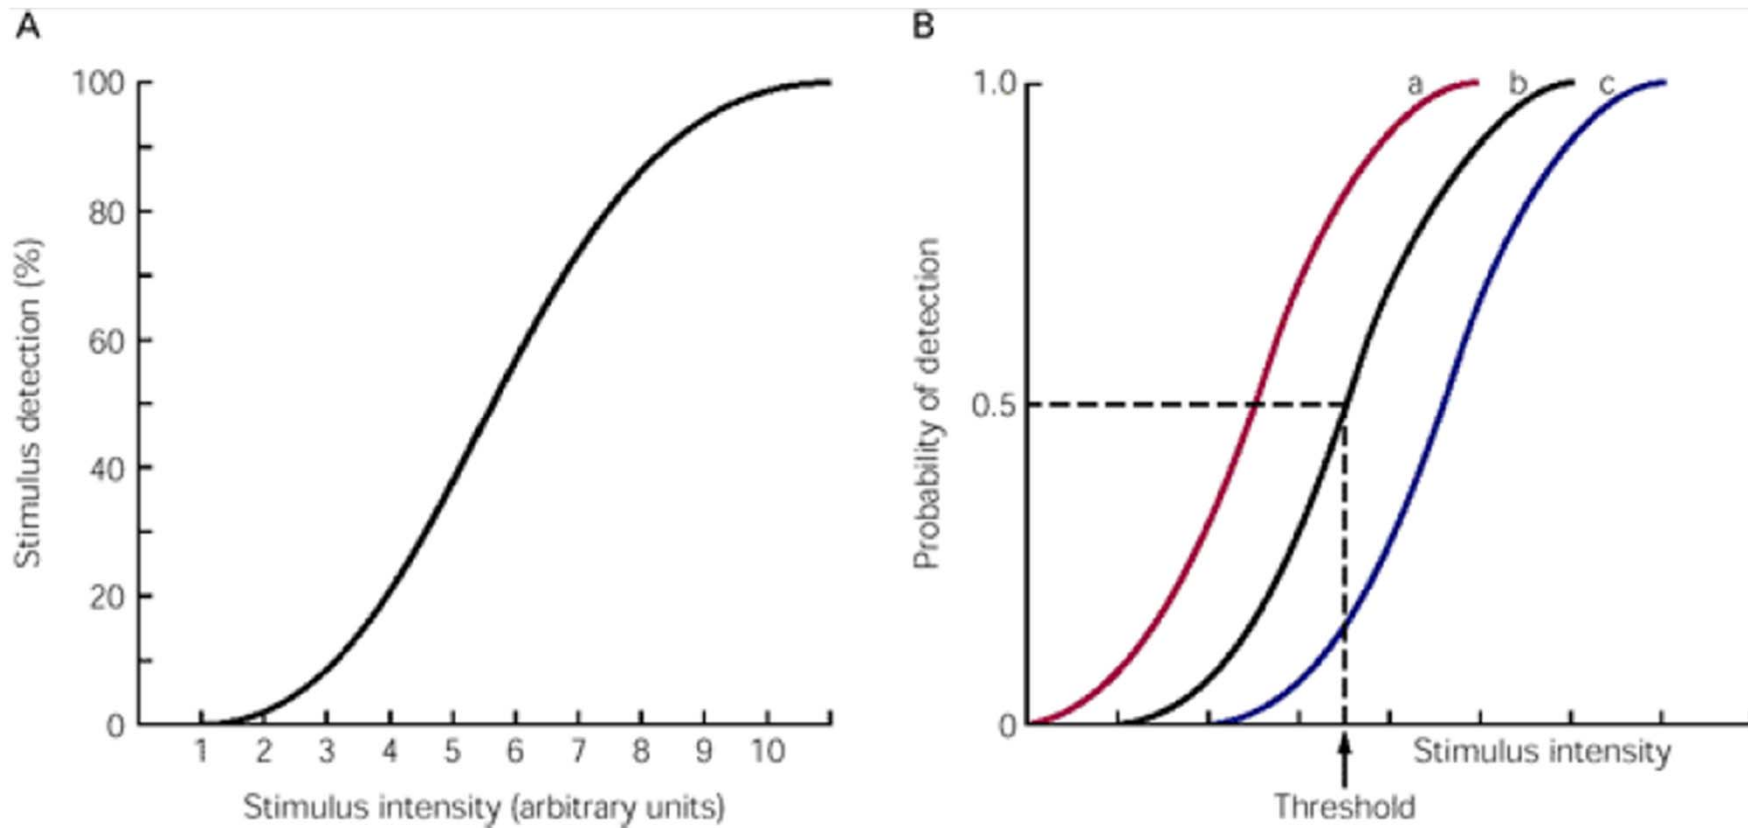 A
Stimulus detection (%)
100
80
60
40
20
0
1 2 3 4 5 6 7 8 9 10
Stimulus intensity (arbitrary units)
B
Probability of detection
1.0
0.5
0
a b c
Stimulus intensity
Threshold